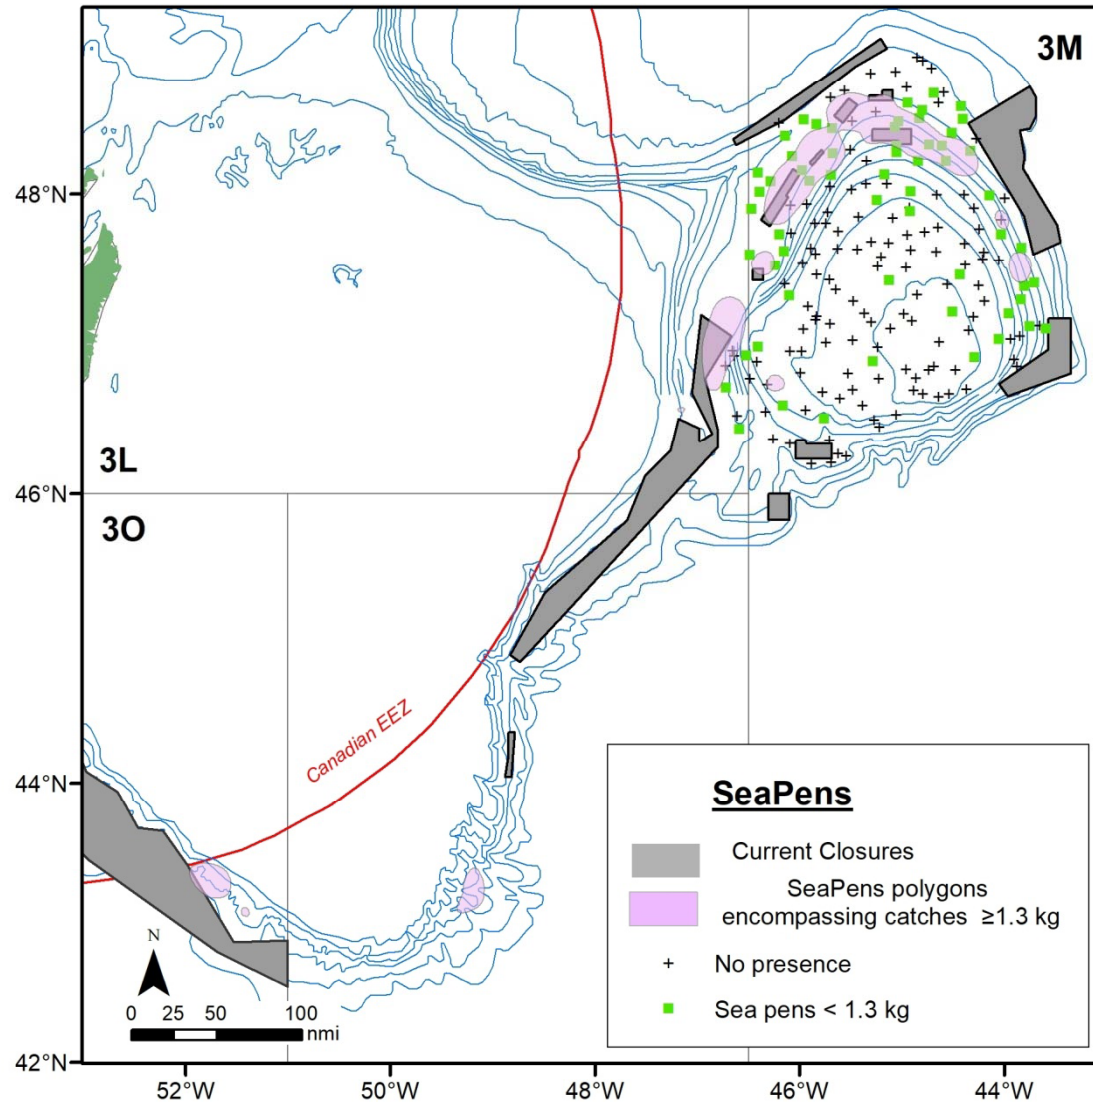 3M
48°N
3L
46°N
3O
Canadian EEZ
44°N
SeaPens
Current Closures
SeaPens polygons
encompassing catches ≥1.3 kg
N
No presence
0 25 50 100
nmi
Sea pens < 1.3 kg
42°N
52°W 50°W 48°W 46°W 44°W